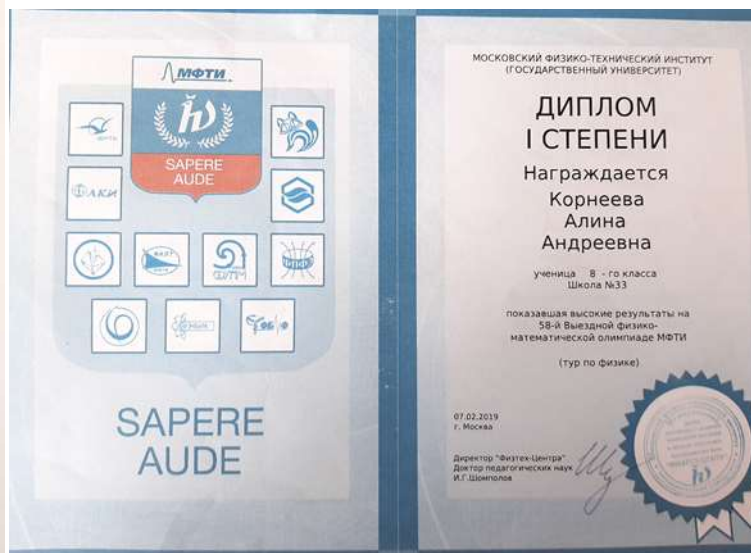 МФТИ
SAPERE
AUDE
ФАКИ
SAPERE
AUDE
МОСКОВСКИЙ ФИЗИКО-ТЕХНИЧЕСКИЙ ИНСТИТУТ
(ГОСУДАРСТВЕННЫЙ УНИВЕРСИТЕТ)
ДИПЛОМ
I СТЕПЕНИ
Награждается
Корнеева
Алина
Андреевна
ученица 8 - го класса
Школа №33
показавшая высокие результаты на
58-й Выездной физико-
математической олимпиаде МФТИ
(тур по физике)
07.02.2019
г. Москва
Директор "Физтех-Центра"
Доктор педагогических наук
И.Г.Шомполов